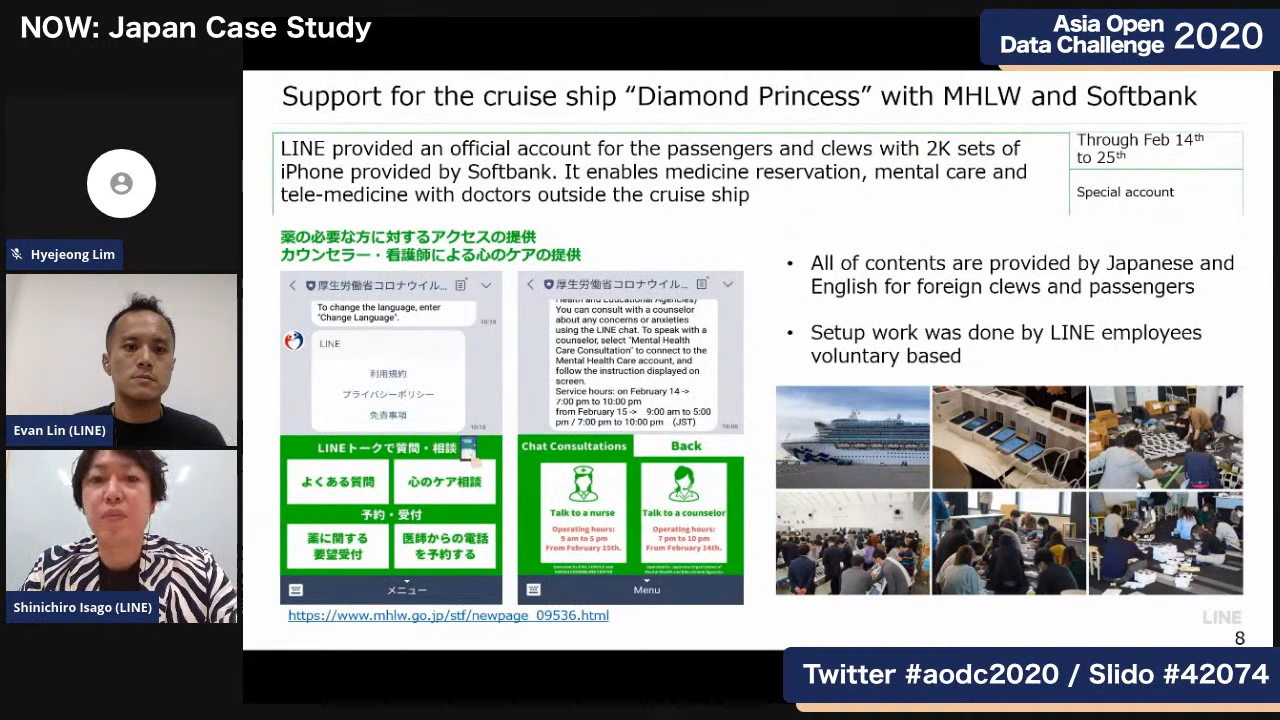 NOW: Japan Case Study
Asia Open
Data Challenge 2020
Hyejeong Lim
Evan Lin (LINE)
Shinichiro Isago (LINE)
Support for the cruise ship “Diamond Princess” with MHLW and Softbank
LINE provided an official account for the passengers and clews with 2K sets of
iPhone provided by Softbank. It enables medicine reservation, mental care and
tele-medicine with doctors outside the cruise ship
Through Feb 14th
to 25th
Special account
薬の必要な方に対するアクセスの提供
カウンセラー・看護師による心のケアの提供
厚生労働省コロナウイル...
To change the language, enter
"Change Language".
10:18
LINE
利用規約
プライバシーポリシー
免責事項
10:18
LINEトークで質問・相談
よくある質問
心のケア相談
予約・受付
薬に関する
要望受付
医師からの電話
を予約する
メニュー
厚生労働省コロナウイル...
Health and Educational Agencies)
You can consult with a counselor
about any concerns or anxieties
using the LINE chat. To speak with a
counselor, select "Mental Health
Care Consultation" to connect to the
Mental Health Care account, and
follow the instruction displayed on
screen.
Service hours: on February 14 ->
7:00 pm to 10:00 pm
from February 15 -> 9:00 am to 5:00
pm / 7:00 pm to 10:00 pm (JST)
Chat Consultations
Back
Talk to a nurse
Operating hours:
9 am to 5 pm
From February 15th.
Talk to a counselor
Operating hours:
7 pm to 10 pm
From February 14th.
Menu
https://www.mhlw.go.jp/stf/newpage_09536.html
• All of contents are provided by Japanese and
English for foreign clews and passengers
• Setup work was done by LINE employees
voluntary based
LINE
8
Twitter #aodc2020 / Slido #42074